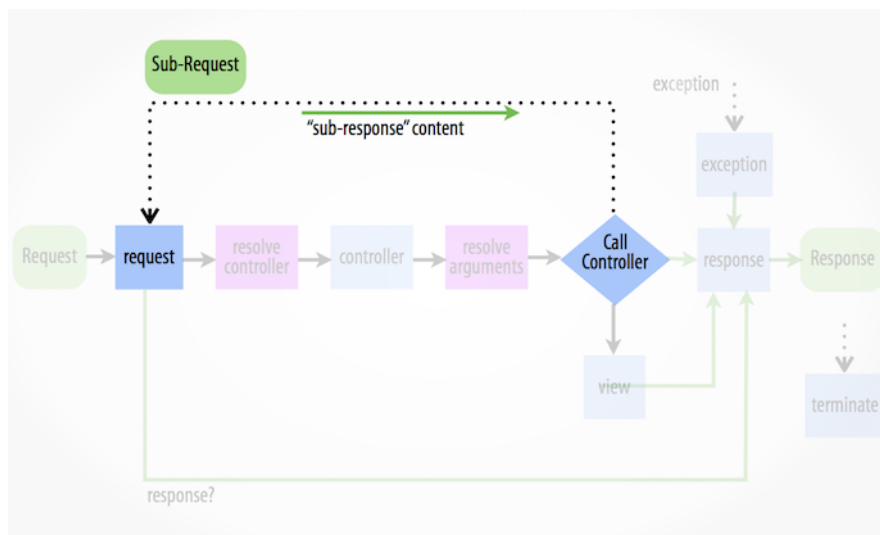 Sub-Request
exception
“sub-response” content
exception
Request
request
resolve
controller
controller
resolve
arguments
Call
Controller
response
Response
view
terminate
response?